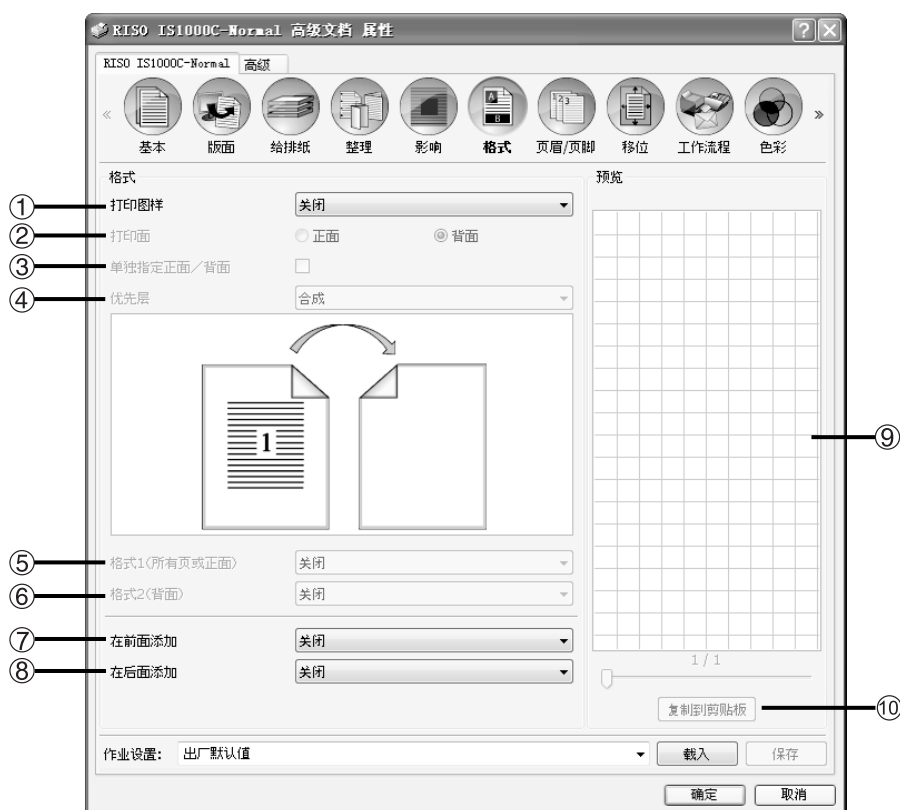 RISO IS1000C-Normal 高级文档 属性
RISO IS1000C-Normal 高级
基本 版面 给排纸 整理 影响 格式 页眉/页脚 移位 工作流程 色彩
格式
预览
① 打印图样 关闭
② 打印面 正面 背面
③ 单独指定正面／背面
④ 优先层 合成
1
⑨
⑤ 格式1(所有页或正面) 关闭
⑥ 格式2(背面) 关闭
⑦ 在前面添加 关闭
⑧ 在后面添加 关闭
1 / 1
复制到剪贴板 ⑩
作业设置： 出厂默认值 载入 保存
确定 取消